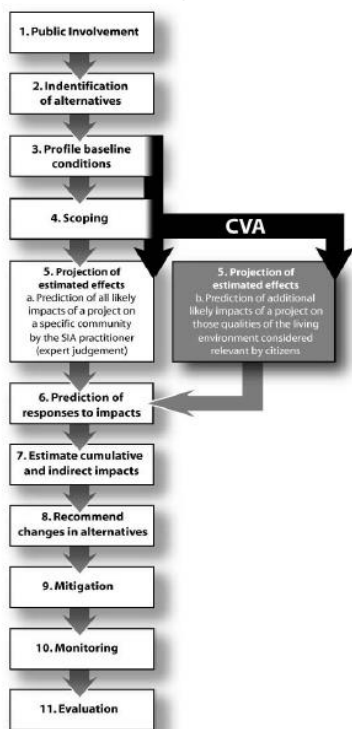 1. Public Involvement
2. Indentification
of alternatives
3. Profile baseline
conditions
4. Scoping
CVA
5. Projection of
estimated effects
a. Prediction of all likely
impacts of a project on
a specific community
by the SIA practitioner
(expert judgement)
5. Projection of
estimated effects
b. Prediction of additional
likely impacts of a project on
those qualities of the living
environment considered
relevant by citizens
6. Prediction of
responses to impacts
7. Estimate cumulative
and indirect impacts
8. Recommend
changes in alternatives
9. Mitigation
10. Monitoring
11. Evaluation